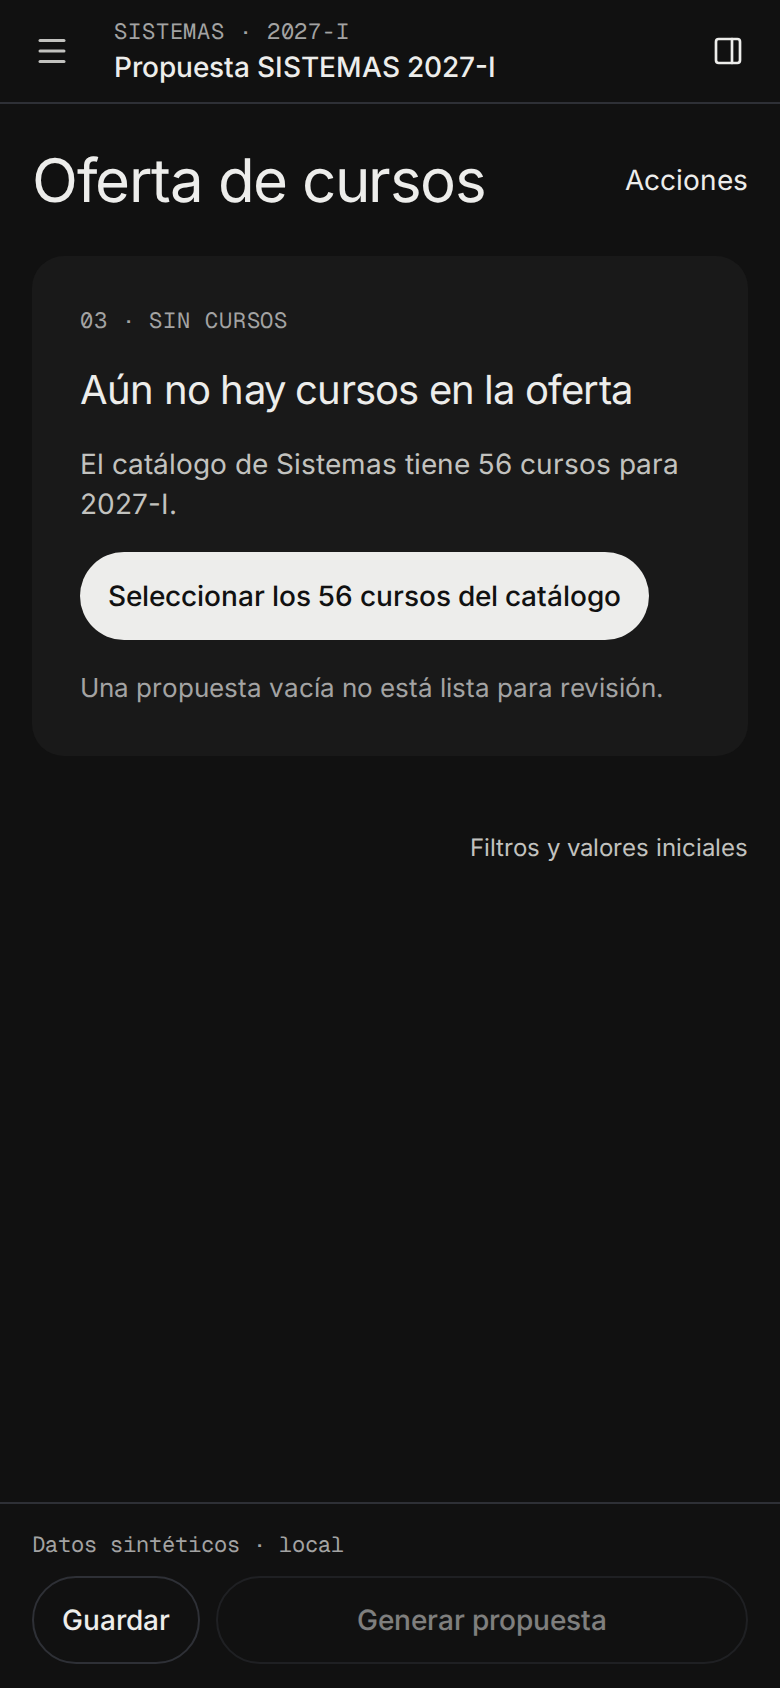 SISTEMAS · 2027-I
Propuesta SISTEMAS 2027-I
Oferta de cursos
Acciones
03 · SIN CURSOS
Aún no hay cursos en la oferta
El catálogo de Sistemas tiene 56 cursos para
2027-I.
Seleccionar los 56 cursos del catálogo
Una propuesta vacía no está lista para revisión.
Filtros y valores iniciales
Datos sintéticos · local
Guardar
Generar propuesta